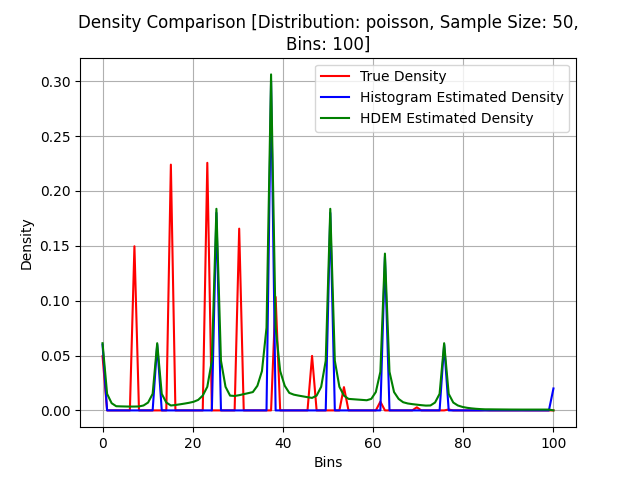 Density Comparison [Distribution: poisson, Sample Size: 50,
Bins: 100]
True Density
Histogram Estimated Density
HDEM Estimated Density
Density
0.30
0.25
0.20
0.15
0.10
0.05
0.00
0 20 40 60 80 100
Bins